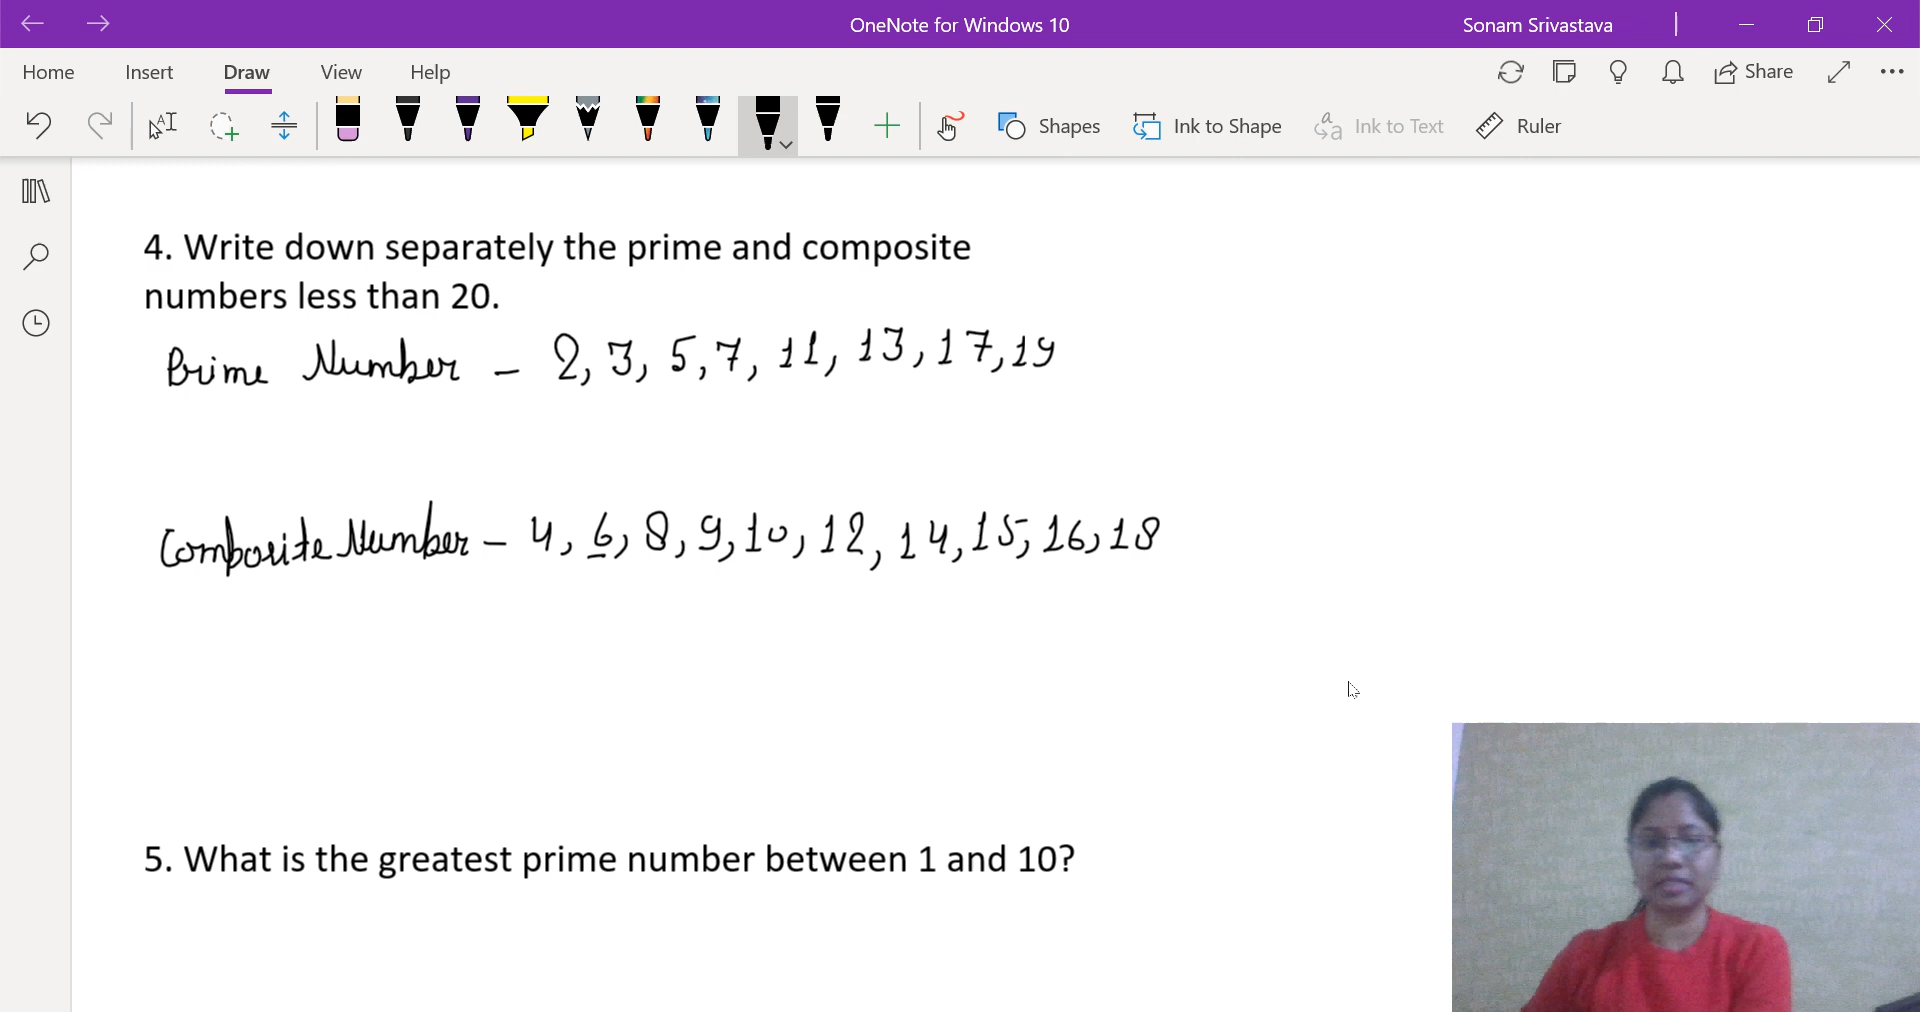 OneNote for Windows 10
Sonam Srivastava
Home Insert Draw View Help
Share
Shapes Ink to Shape Ink to Text Ruler
4. Write down separately the prime and composite
numbers less than 20.
Prime Number - 2, 3, 5, 7, 11, 13, 17, 19
Composite Number - 4, 6, 8, 9, 10, 12, 14, 15, 16, 18
5. What is the greatest prime number between 1 and 10?